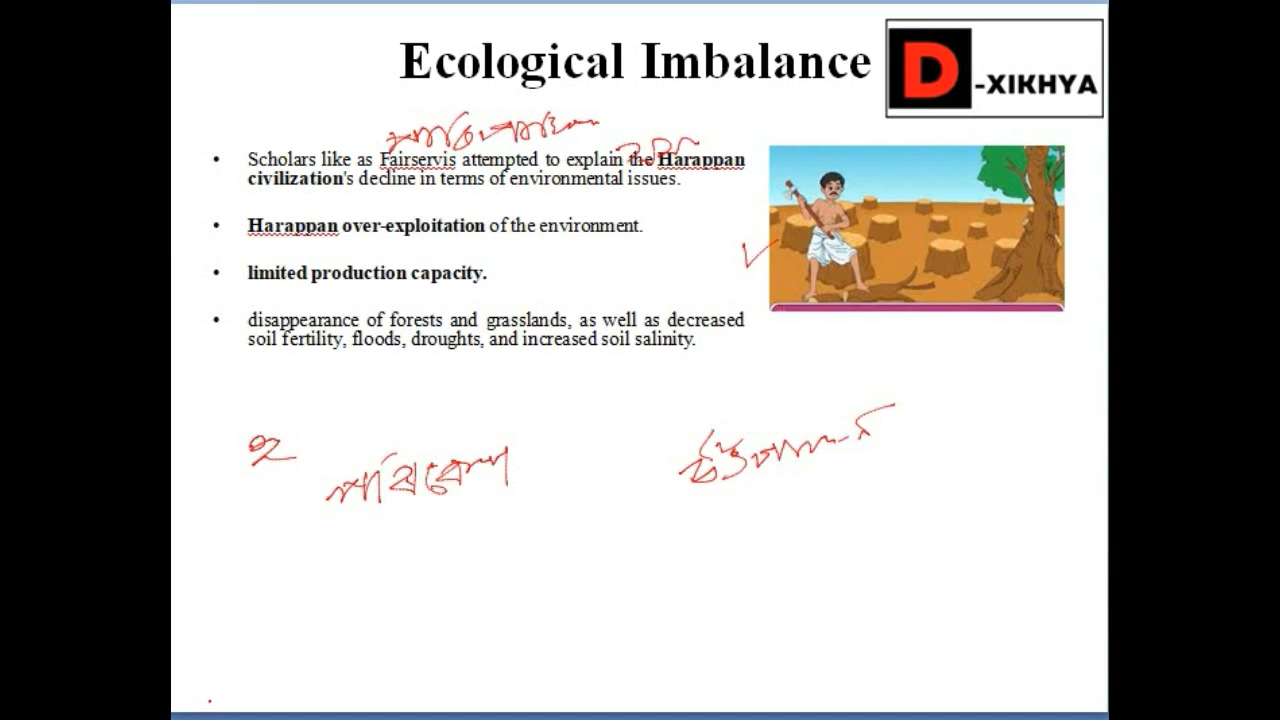 Ecological Imbalance
D-XIKHYA
• Scholars like as Fairservis attempted to explain the Harappan
civilization's decline in terms of environmental issues.
• Harappan over-exploitation of the environment.
• limited production capacity.
• disappearance of forests and grasslands, as well as decreased
soil fertility, floods, droughts, and increased soil salinity.